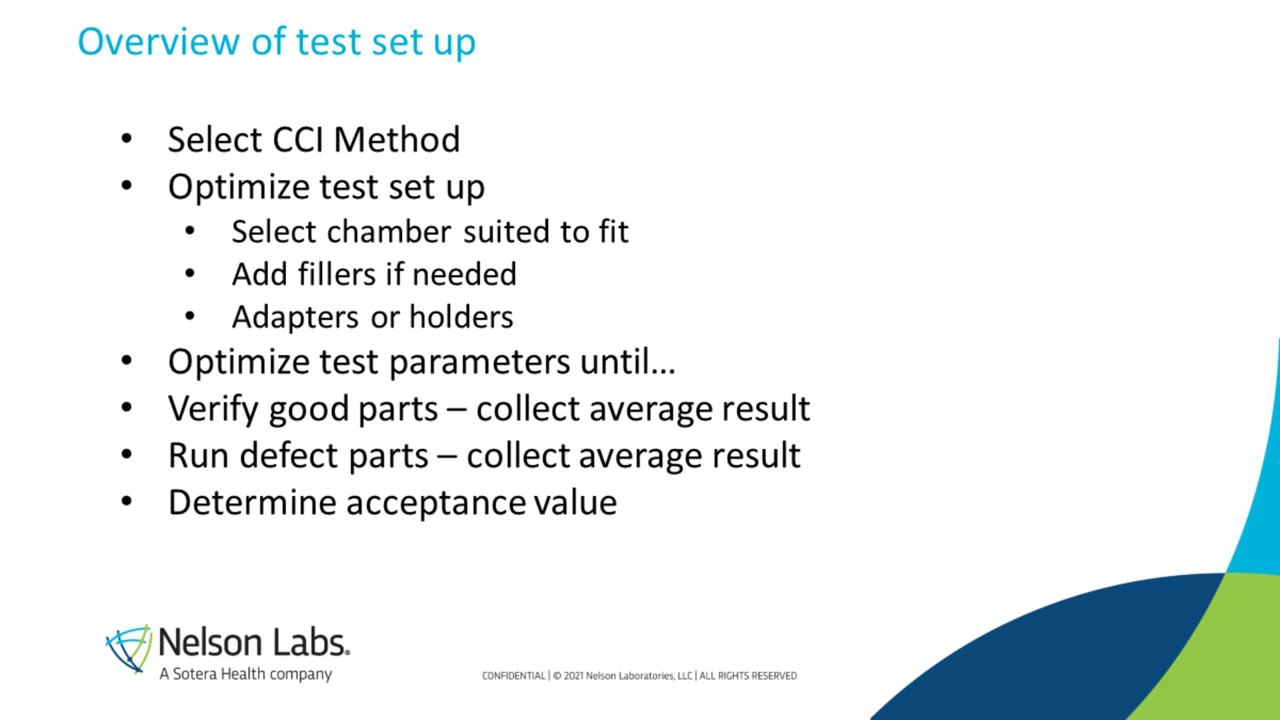 Overview of test set up
• Select CCI Method
• Optimize test set up
• Select chamber suited to fit
• Add fillers if needed
• Adapters or holders
• Optimize test parameters until…
• Verify good parts – collect average result
• Run defect parts – collect average result
• Determine acceptance value
Nelson Labs.
A Sotera Health company
CONFIDENTIAL | © 2021 Nelson Laboratories, LLC | ALL RIGHTS RESERVED